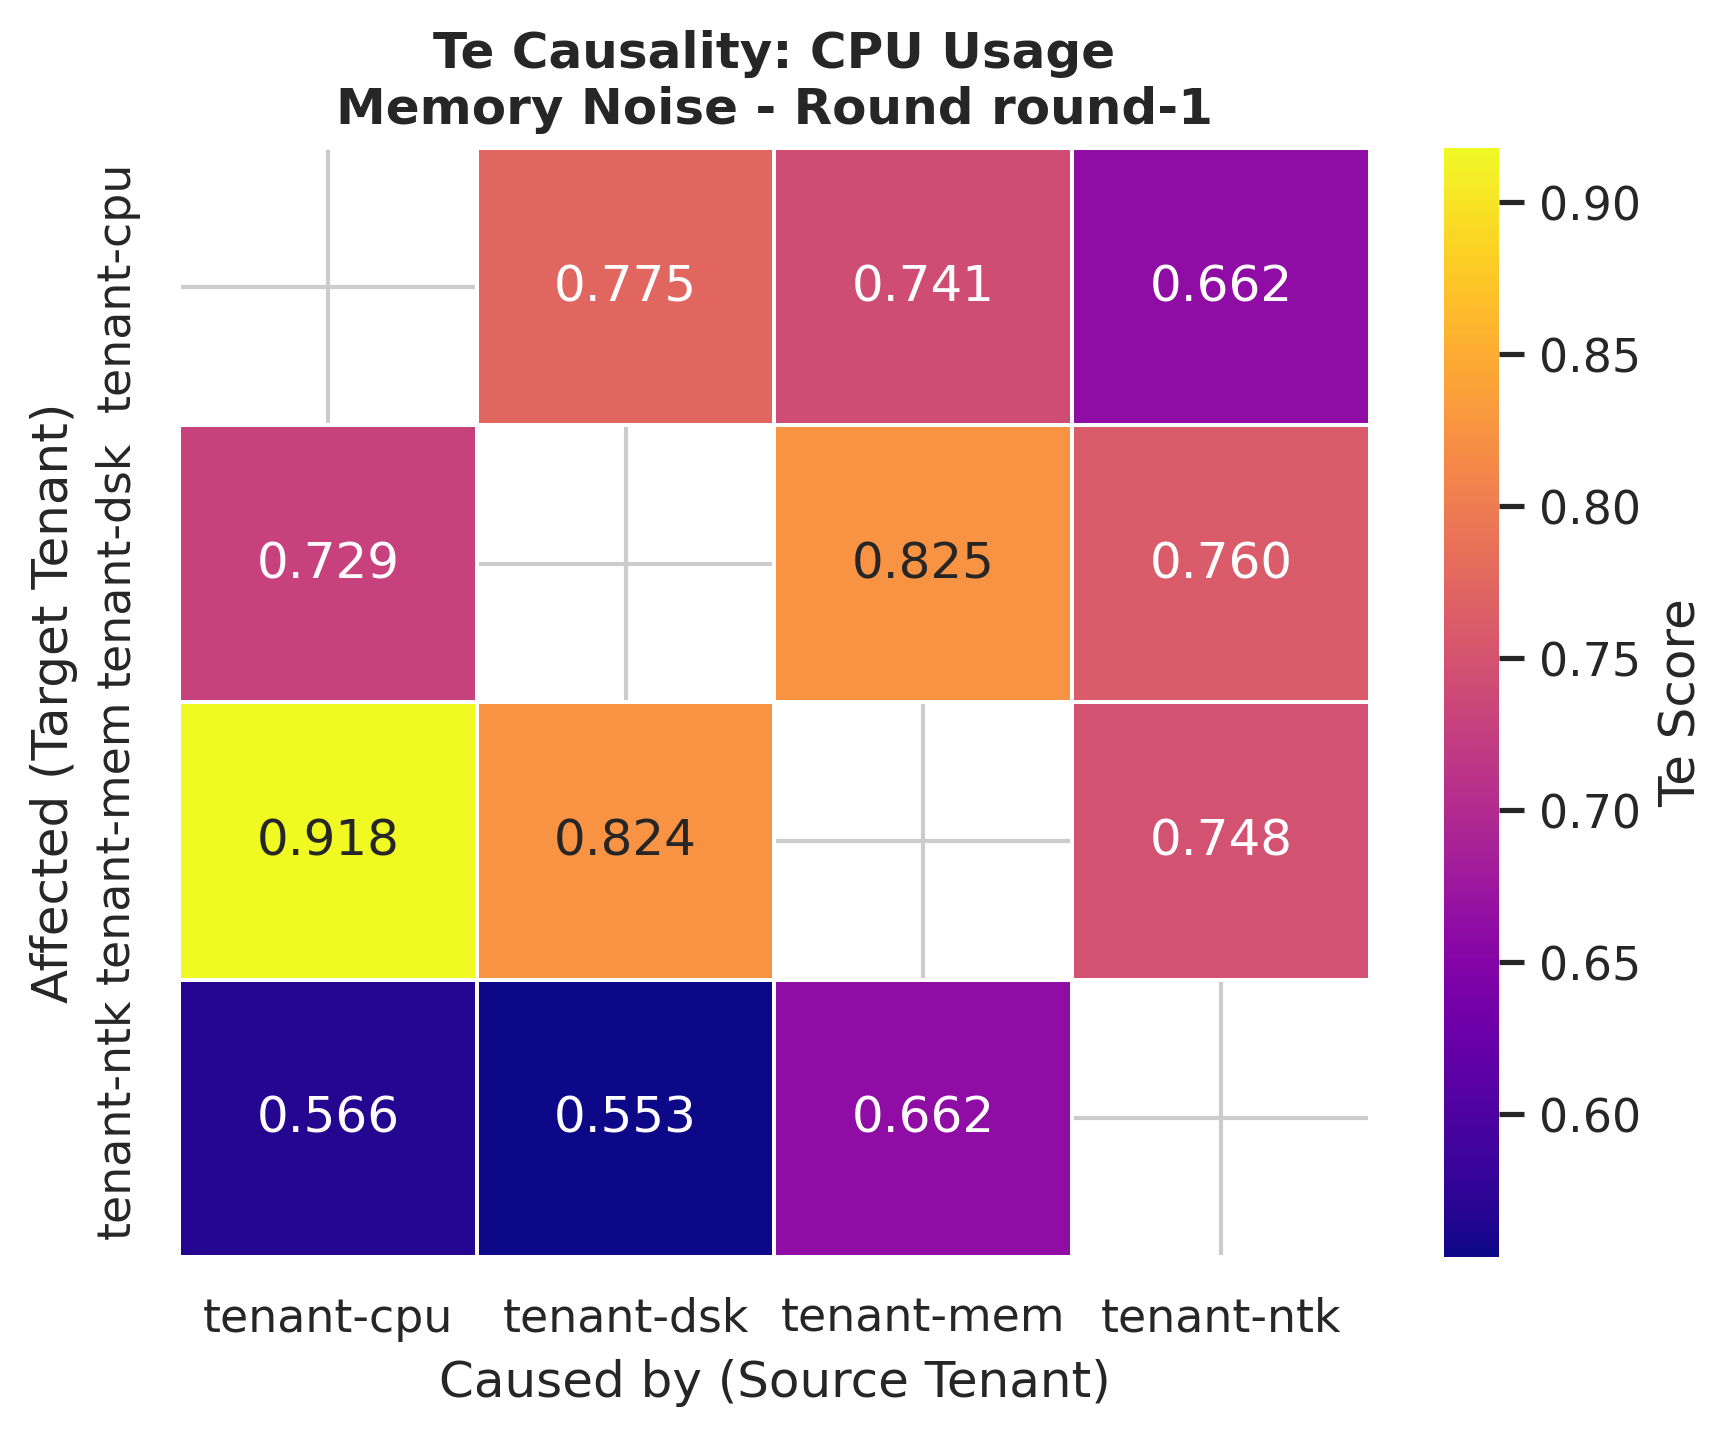 Te Causality: CPU Usage
Memory Noise - Round round-1
Affected (Target Tenant)
tenant-cpu
0.775 0.741 0.662
tenant-dsk
0.729 0.825 0.760
tenant-mem
0.918 0.824 0.748
tenant-ntk
0.566 0.553 0.662
tenant-cpu tenant-dsk tenant-mem tenant-ntk
Caused by (Source Tenant)
0.90
0.85
0.80
0.75
0.70
0.65
0.60
Te Score